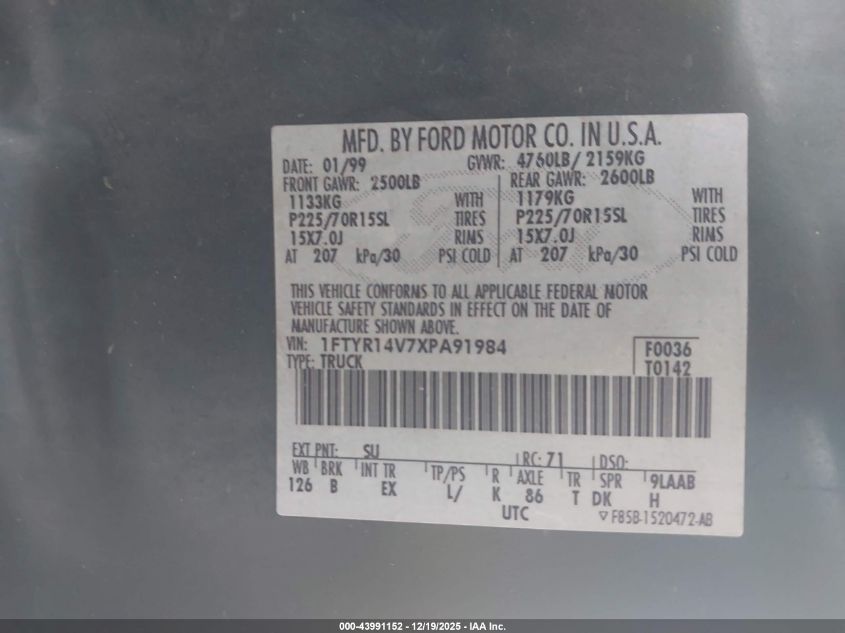 MFD. BY FORD MOTOR CO. IN U.S.A.
DATE: 01/99 GVWR: 4760LB/ 2159KG
FRONT GAWR: 2500LB REAR GAWR: 2600LB
1133KG WITH 1179KG WITH
P225/70R15SL TIRES P225/70R15SL TIRES
15X7.0J RIMS 15X7.0J RIMS
AT 207 kPa/30 PSI COLD AT 207 kPa/30 PSI COLD
THIS VEHICLE CONFORMS TO ALL APPLICABLE FEDERAL MOTOR
VEHICLE SAFETY STANDARDS IN EFFECT ON THE DATE OF
MANUFACTURE SHOWN ABOVE.
VIN: 1FTYR14V7XPA91984 F0036
TYPE: TRUCK T0142
EXT PNT: SU RC: 71 DSO:
WB BRK INT TR TP/PS R AXLE TR SPR 9LAAB
126 B EX L/ K 86 T DK H
UTC F85B-1520472-AB
000-43991152 - 12/19/2025 - IAA Inc.